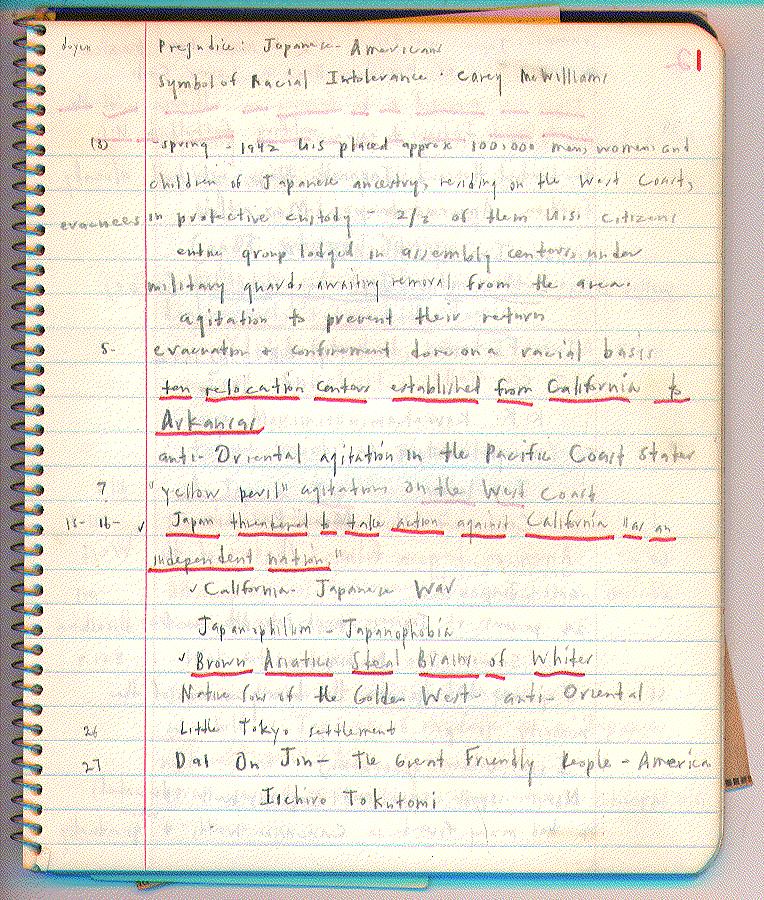 Prejudice: Japanese-Americans
Symbol of Racial Intolerance · Carey McWilliams
(3) -spring - 1942 U.S placed approx 100,000 men, women, and
children of Japanese ancestry, residing on the West Coast,
evacuees in protective custody - 2/2 of them U.S. citizens
entire group lodged in assembly centers, under
military guard, awaiting removal from the area.
agitation to prevent their return
5- evacuation & confinement done on a racial basis
ten relocation centers established from California to
Arkansas
anti-Oriental agitation in the Pacific Coast States
7 "yellow peril" agitation on the West Coast
15-16- ✓ Japan threatened to take action against California "as an
independent nation"
✓ California-Japanese War
Japanophilism - Japanophobia
✓ Brown Asiatics Steal Brains of Whites
Native Sons of the Golden West anti-Oriental
26 Little Tokyo settlement
27 Dai On Jin - The Great Friendly People - America
Iichiro Tokutomi